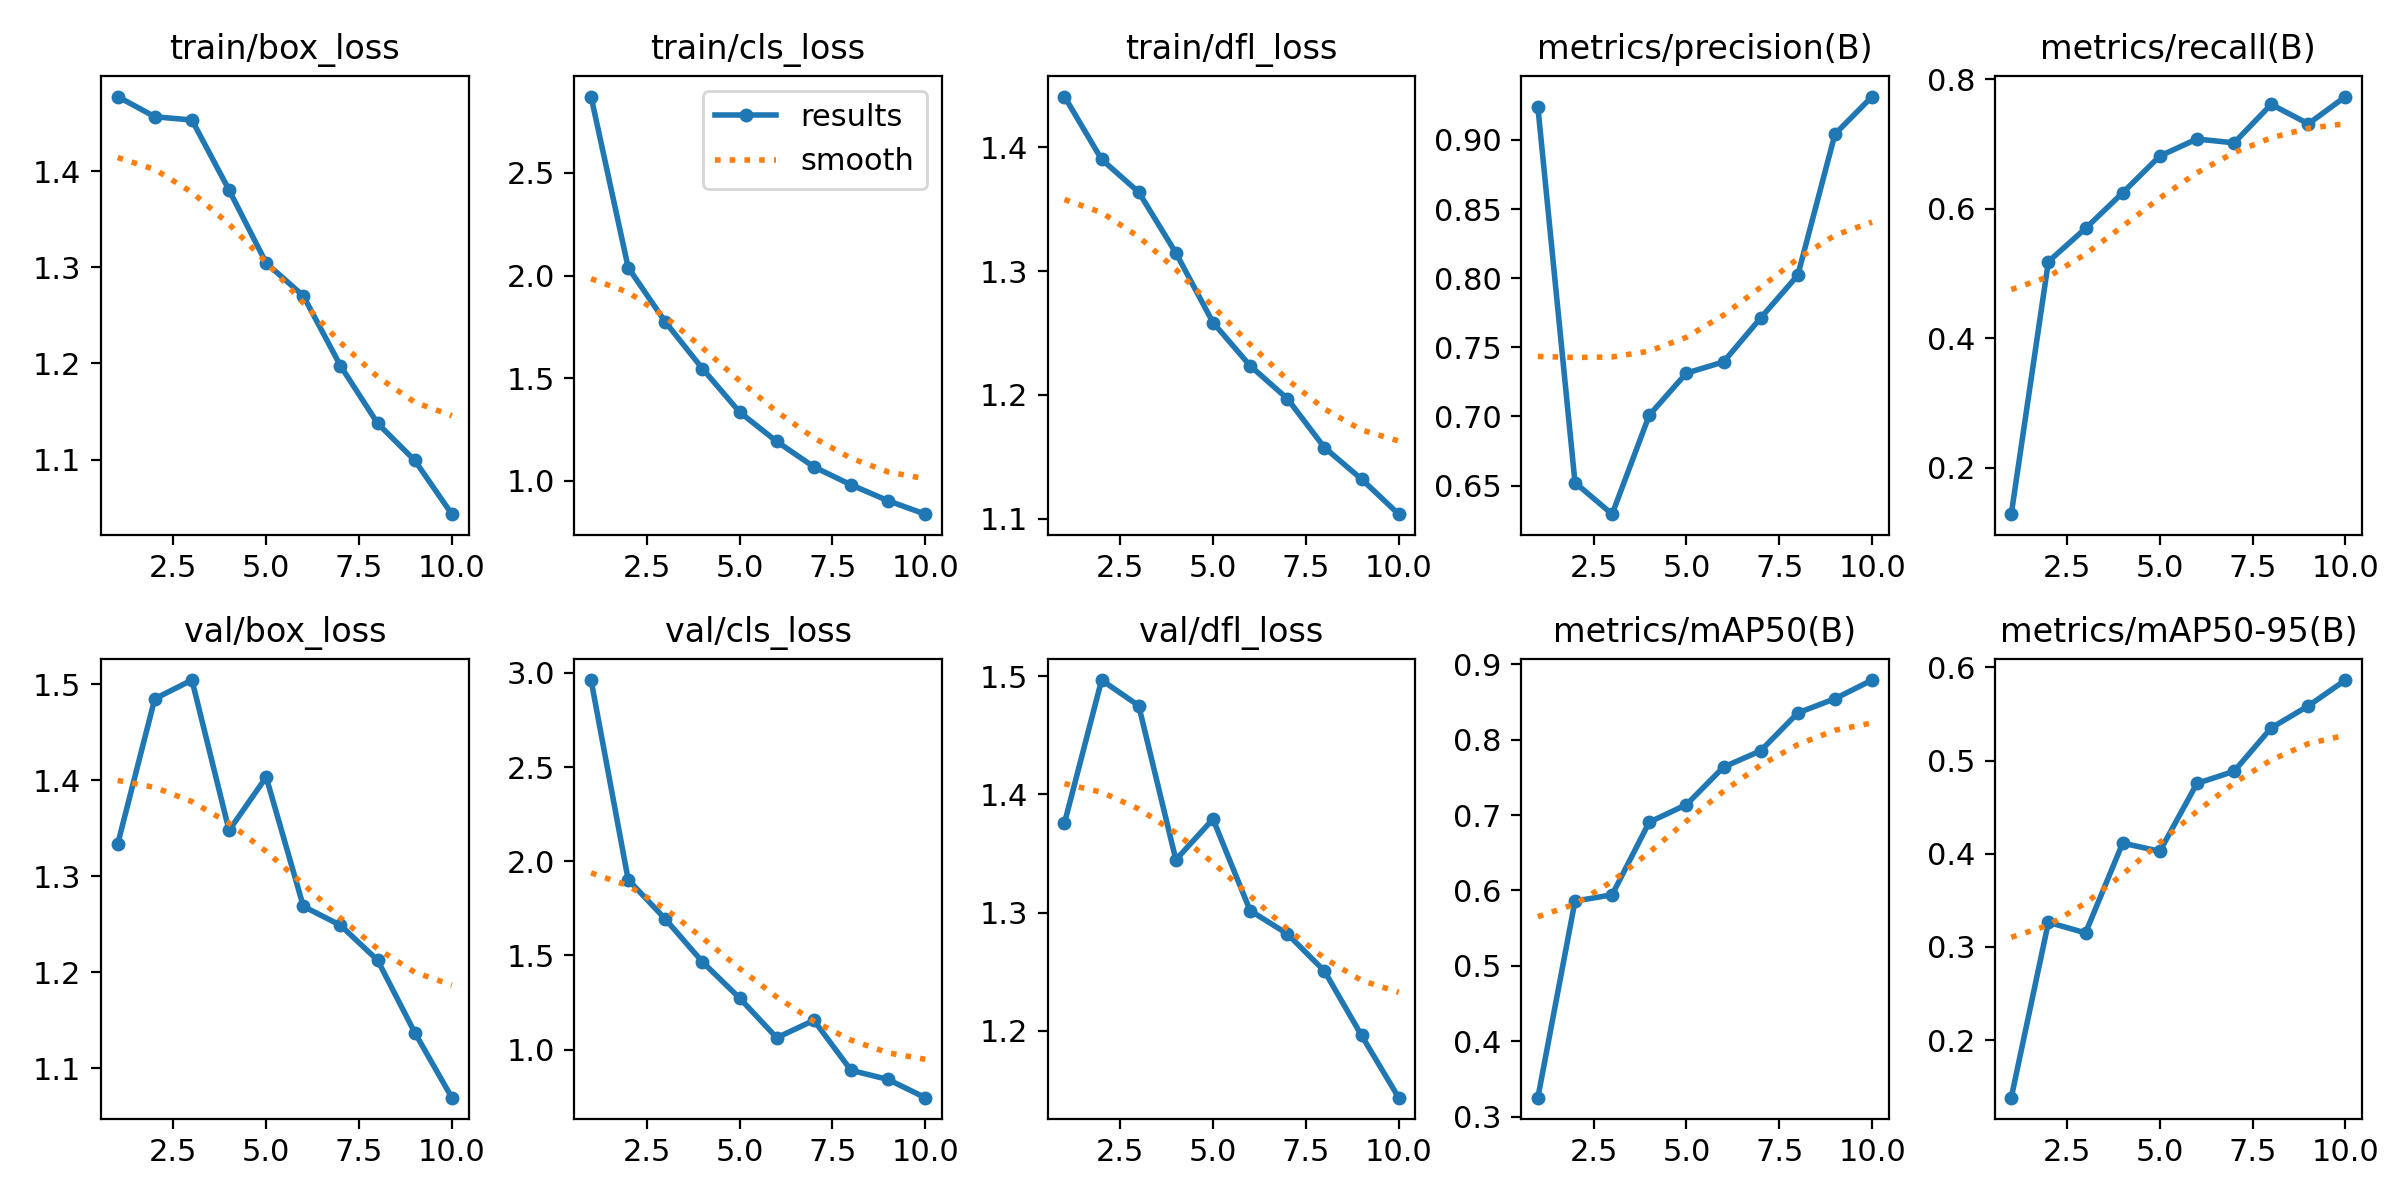 train/box_loss
1.4
1.3
1.2
1.1
2.5 5.0 7.5 10.0
train/cls_loss
results
smooth
2.5
2.0
1.5
1.0
2.5 5.0 7.5 10.0
train/dfl_loss
1.4
1.3
1.2
1.1
2.5 5.0 7.5 10.0
metrics/precision(B)
0.90
0.85
0.80
0.75
0.70
0.65
2.5 5.0 7.5 10.0
metrics/recall(B)
0.8
0.6
0.4
0.2
2.5 5.0 7.5 10.0
val/box_loss
1.5
1.4
1.3
1.2
1.1
2.5 5.0 7.5 10.0
val/cls_loss
3.0
2.5
2.0
1.5
1.0
2.5 5.0 7.5 10.0
val/dfl_loss
1.5
1.4
1.3
1.2
2.5 5.0 7.5 10.0
metrics/mAP50(B)
0.9
0.8
0.7
0.6
0.5
0.4
0.3
2.5 5.0 7.5 10.0
metrics/mAP50-95(B)
0.6
0.5
0.4
0.3
0.2
2.5 5.0 7.5 10.0